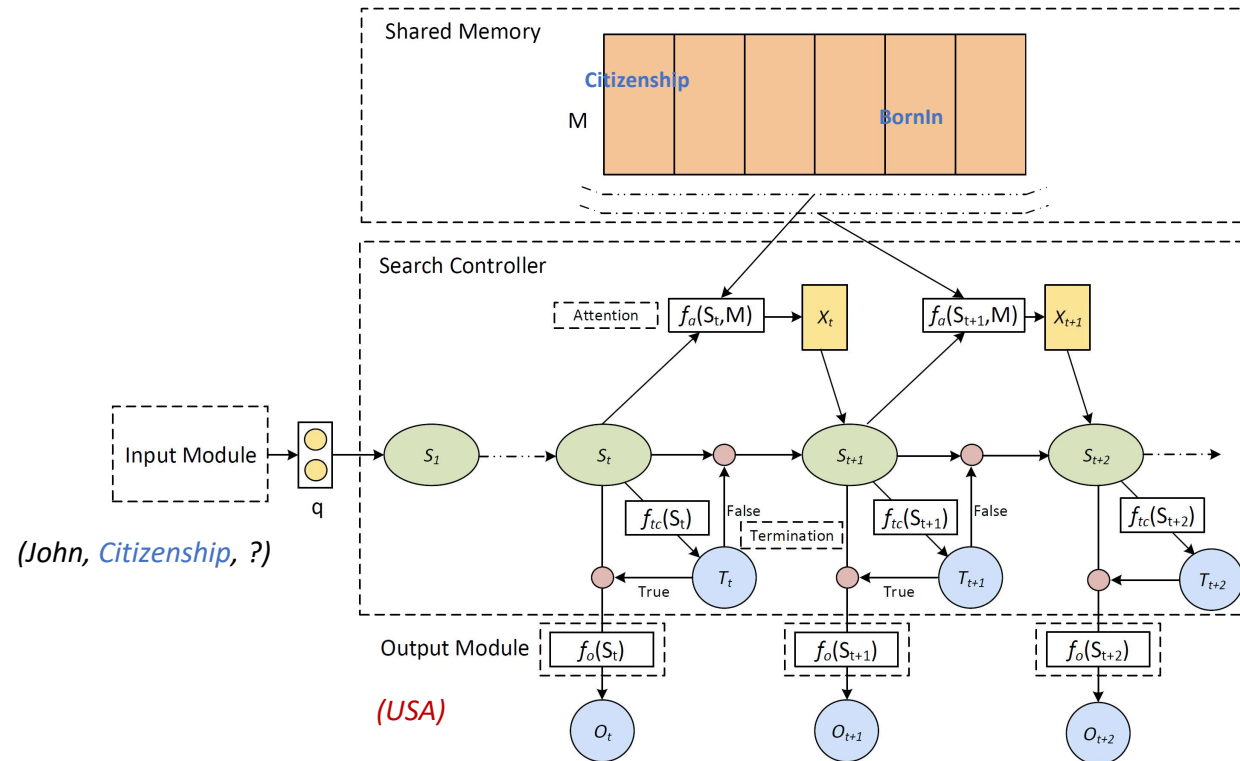 Shared Memory
Citizenship
BornIn
M
Search Controller
Attention
fa(St,M)
Xt
fa(St+1,M)
Xt+1
Input Module
q
S1
St
St+1
St+2
ftc(St)
False
ftc(St+1)
False
ftc(St+2)
Termination
(John, Citizenship, ?)
True
Tt
True
Tt+1
Tt+2
Output Module
fo(St)
fo(St+1)
fo(St+2)
(USA)
Ot
Ot+1
Ot+2